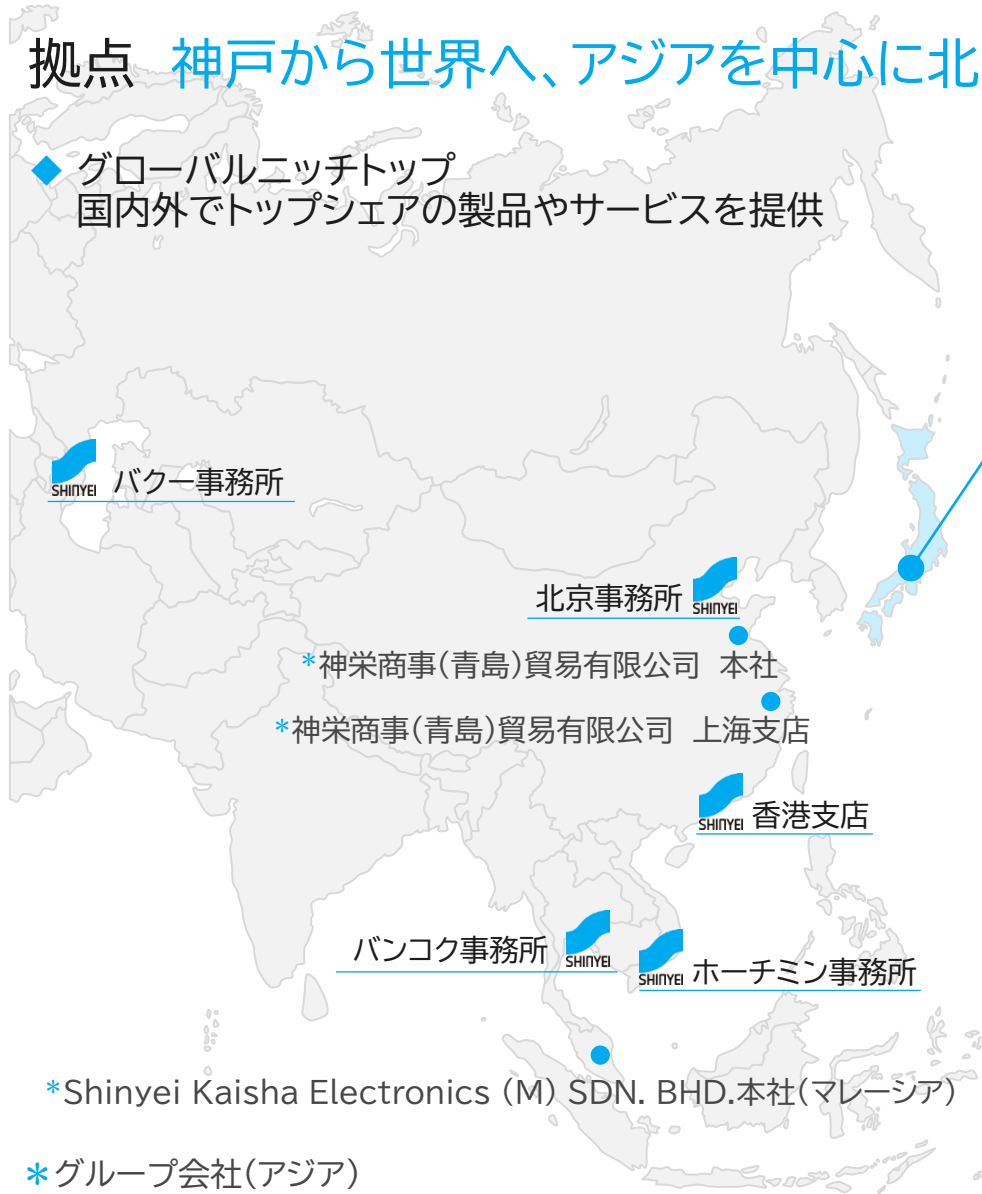 拠点　神戸から世界へ、アジアを中心に北
◆ グローバルニッチトップ
国内外でトップシェアの製品やサービスを提供
SHINYEI バクー事務所
北京事務所 SHINYEI
*神栄商事(青島)貿易有限公司　本社
*神栄商事(青島)貿易有限公司　上海支店
SHINYEI 香港支店
バンコク事務所 SHINYEI
SHINYEI ホーチミン事務所
*Shinyei Kaisha Electronics (M) SDN. BHD.本社(マレーシア)
*グループ会社(アジア)